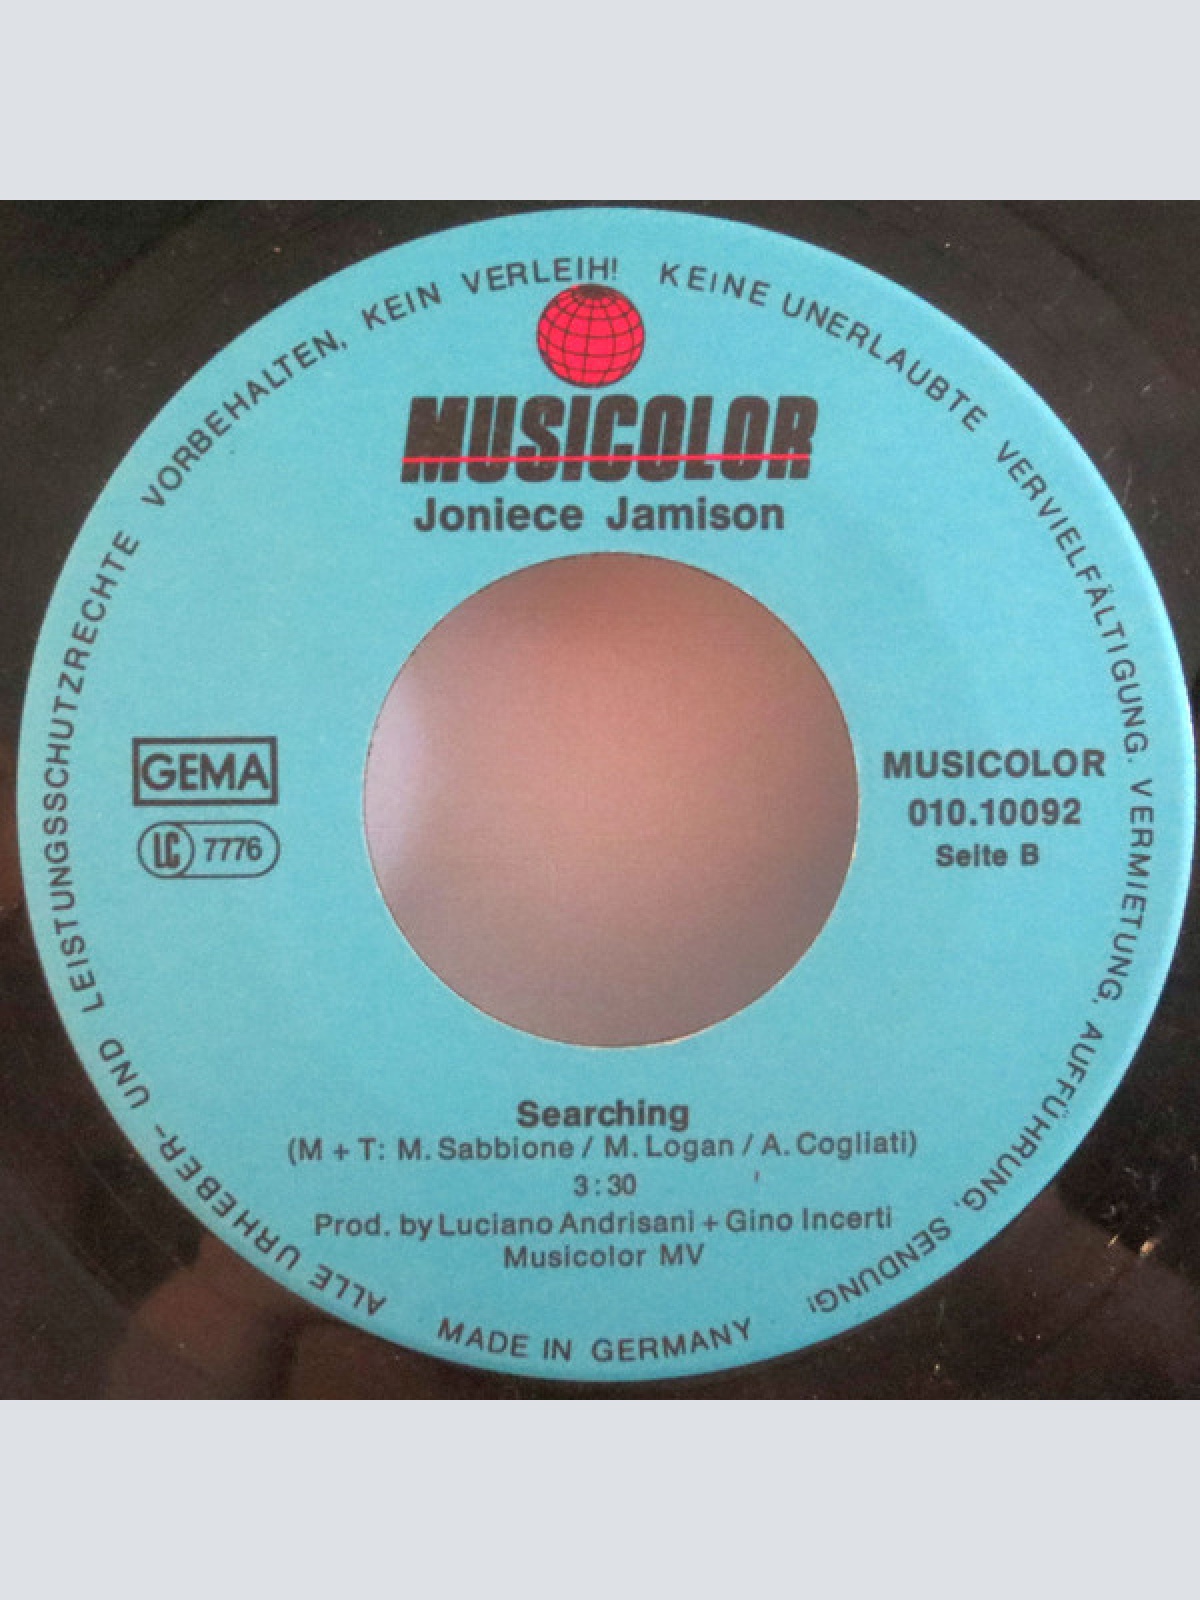 ALLE URHEBER- UND LEISTUNGSSCHUTZRECHTE VORBEHALTEN, KEIN VERLEIH! KEINE UNERLAUBTE VERVIELFÄLTIGUNG. VERMIETUNG, AUFFÜHRUNG, SENDUNG!
MUSICOLOR
Joniece Jamison
GEMA
LC 7776
MUSICOLOR
010.10092
Seite B
Searching
(M + T: M. Sabbione / M. Logan / A. Cogliati)
3:30
Prod. by Luciano Andrisani + Gino Incerti
Musicolor MV
MADE IN GERMANY